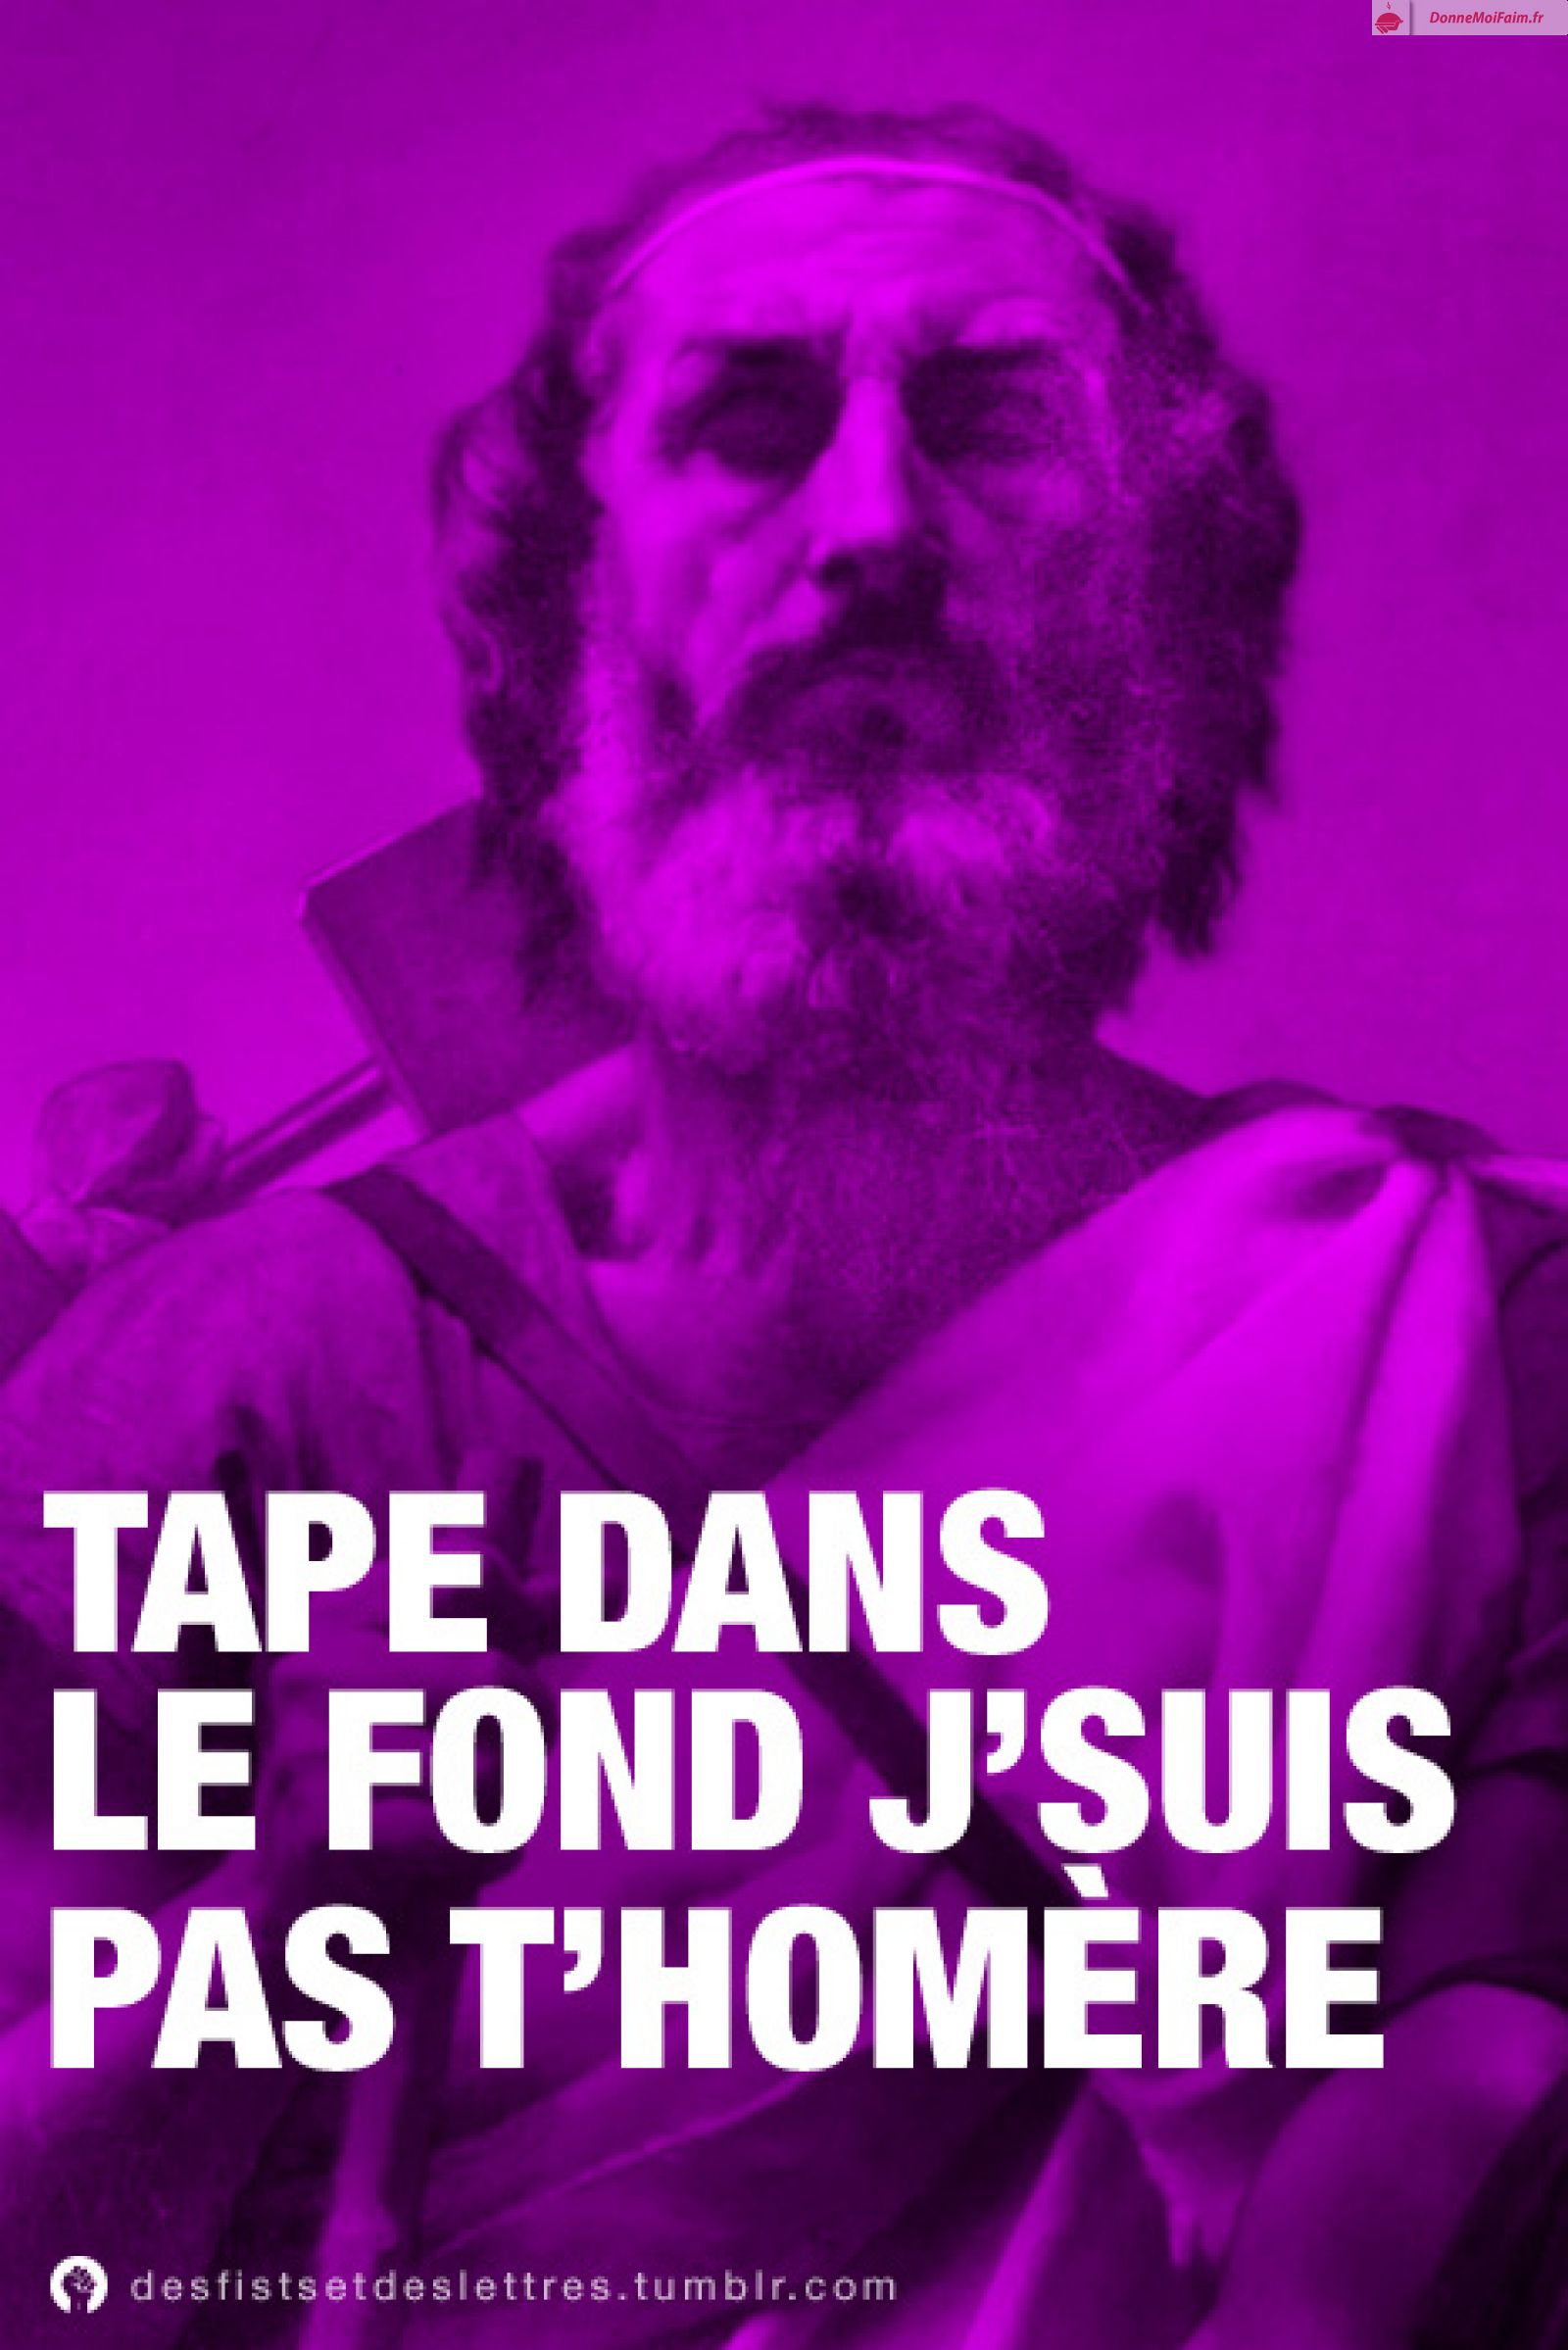 DonneMoiFaim.fr
TAPE DANS
LE FOND J’SUIS
PAS T’HOMÈRE
desfistsetdeslettres.tumblr.com